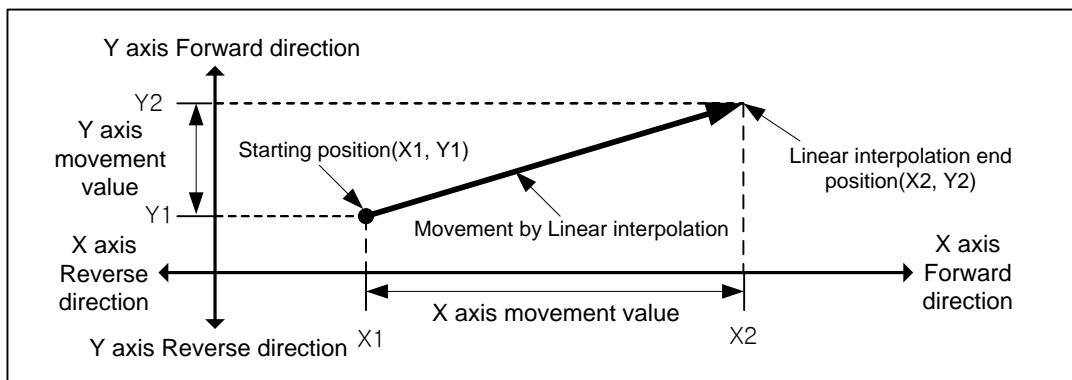 Y axis Forward direction
Y2
Y axis
movement
value
Starting position(X1, Y1)
Linear interpolation end
position(X2, Y2)
Y1
Movement by Linear interpolation
X axis
Reverse
direction
X axis
Forward
direction
X axis movement value
Y axis Reverse direction
X1
X2